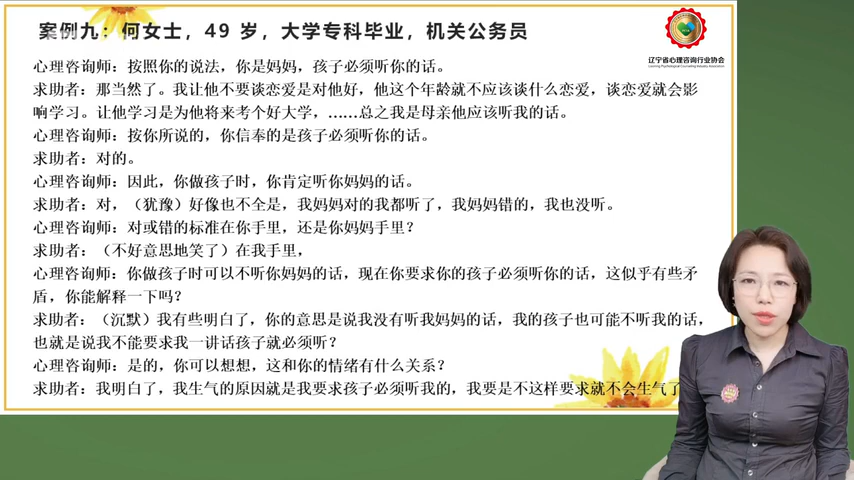 案例九：何女士，49 岁，大学专科毕业，机关公务员
辽宁省心理咨询行业协会
心理咨询师：按照你的说法，你是妈妈，孩子必须听你的话。
求助者：那当然了。我让他不要谈恋爱是对他好，他这个年龄就不应该谈什么恋爱，谈恋爱就会影
响学习。让他学习是为他将来考个好大学，……总之我是母亲他应该听我的话。
心理咨询师：按你所说的，你信奉的是孩子必须听你的话。
求助者：对的。
心理咨询师：因此，你做孩子时，你肯定听你妈妈的话。
求助者：对，（犹豫）好像也不全是，我妈妈对的我都听了，我妈妈错的，我也没听。
心理咨询师：对或错的标准在你手里，还是你妈妈手里？
求助者：（不好意思地笑了）在我手里，
心理咨询师：你做孩子时可以不听你妈妈的话，现在你要求你的孩子必须听你的话，这似乎有些矛
盾，你能解释一下吗？
求助者：（沉默）我有些明白了，你的意思是说我没有听我妈妈的话，我的孩子也可能不听我的话，
也就是说我不能要求我一讲话孩子就必须听？
心理咨询师：是的，你可以想想，这和你的情绪有什么关系？
求助者：我明白了，我生气的原因就是我要求孩子必须听我的，我要是不这样要求就不会生气了